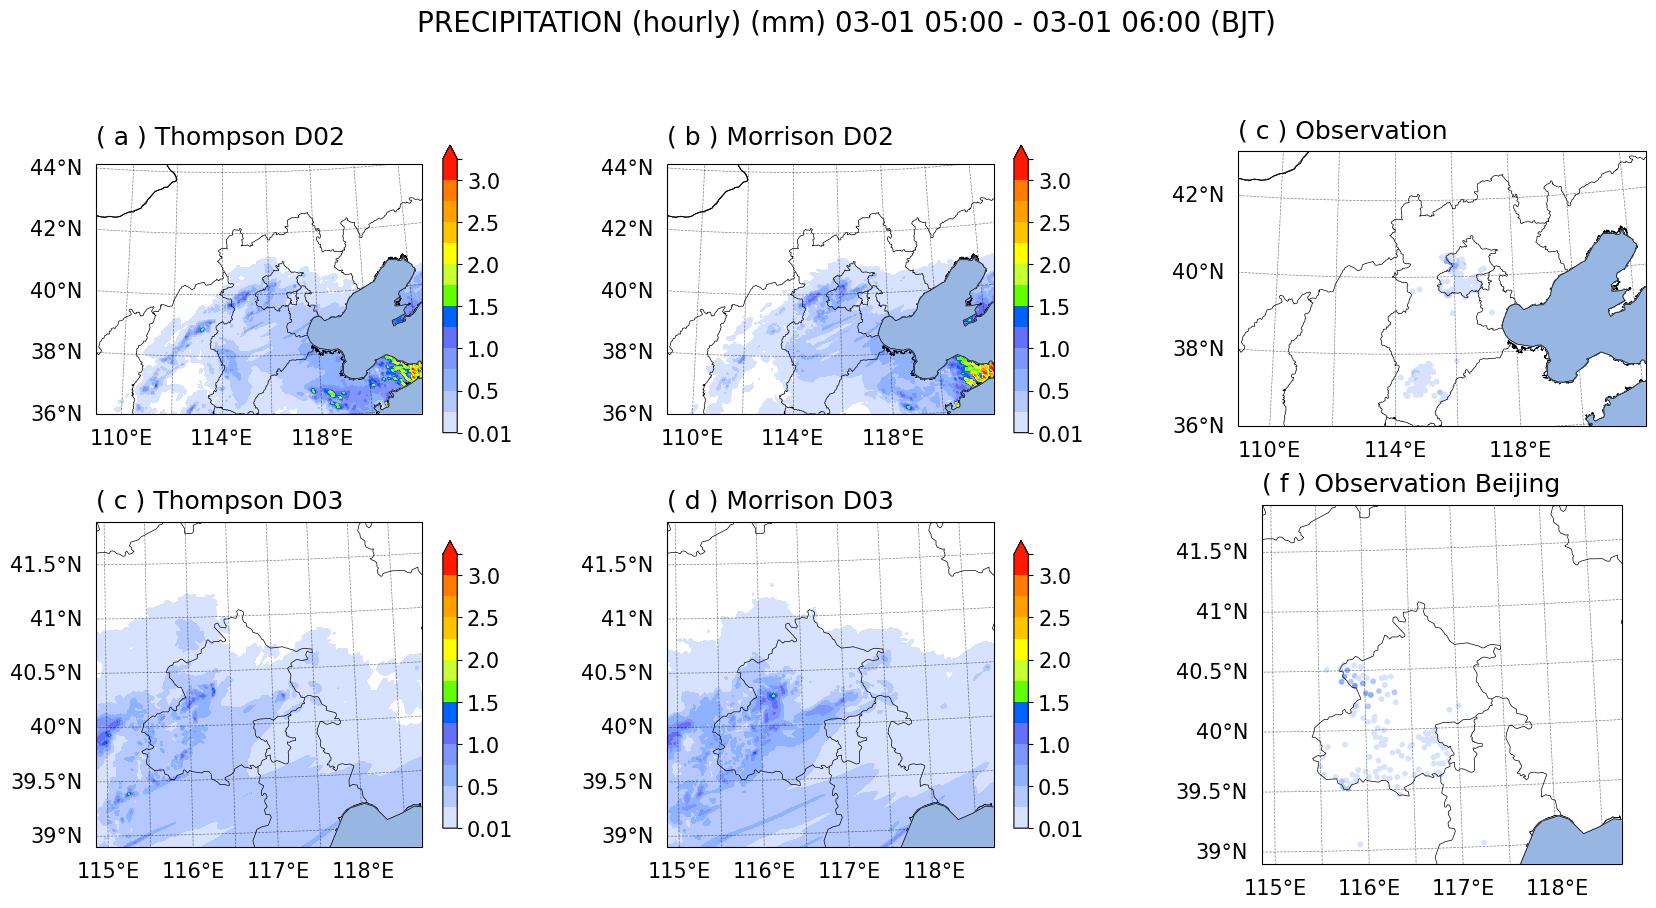 PRECIPITATION (hourly) (mm) 03-01 05:00 - 03-01 06:00 (BJT)
( a ) Thompson D02
44°N
42°N
40°N
38°N
36°N
110°E
114°E
118°E
3.0
2.5
2.0
1.5
1.0
0.5
0.01
( b ) Morrison D02
44°N
42°N
40°N
38°N
36°N
110°E
114°E
118°E
3.0
2.5
2.0
1.5
1.0
0.5
0.01
( c ) Observation
42°N
40°N
38°N
36°N
110°E
114°E
118°E
( c ) Thompson D03
41.5°N
41°N
40.5°N
40°N
39.5°N
39°N
115°E
116°E
117°E
118°E
3.0
2.5
2.0
1.5
1.0
0.5
0.01
( d ) Morrison D03
41.5°N
41°N
40.5°N
40°N
39.5°N
39°N
115°E
116°E
117°E
118°E
3.0
2.5
2.0
1.5
1.0
0.5
0.01
( f ) Observation Beijing
41.5°N
41°N
40.5°N
40°N
39.5°N
39°N
115°E
116°E
117°E
118°E